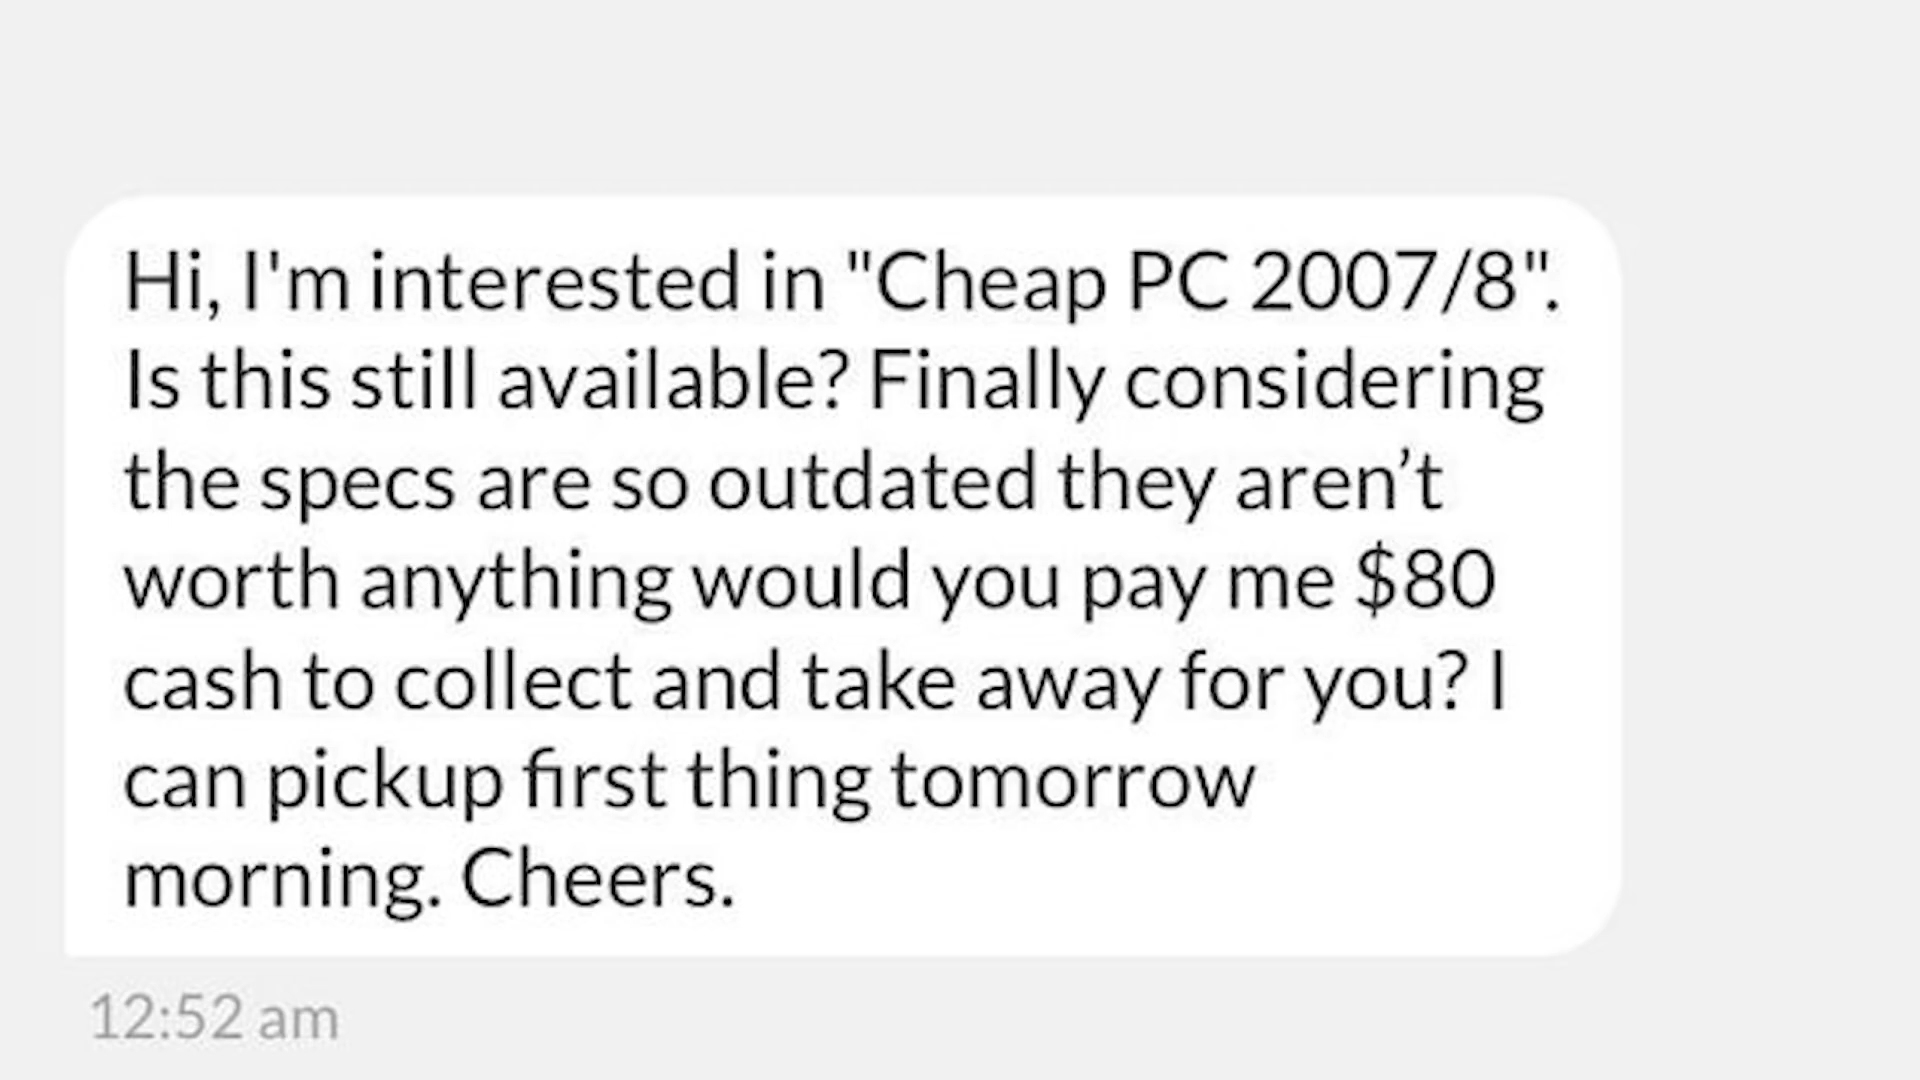 Hi, I'm interested in "Cheap PC 2007/8".
Is this still available? Finally considering
the specs are so outdated they aren’t
worth anything would you pay me $80
cash to collect and take away for you? I
can pickup first thing tomorrow
morning. Cheers.
12:52 am